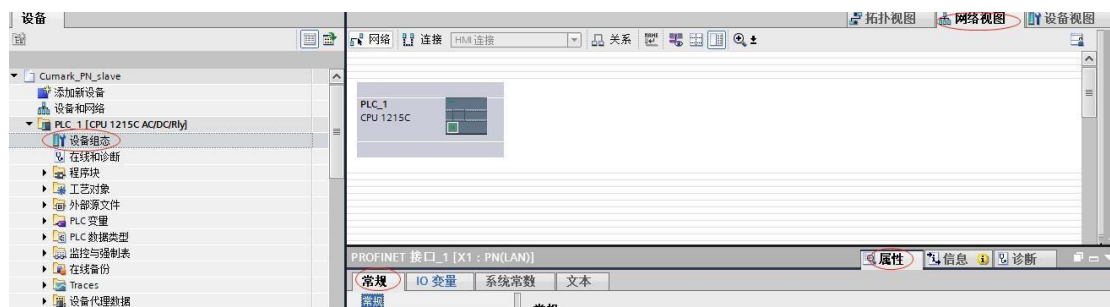 设备
拓扑视图 网络视图 设备视图
网络 连接 HMI 连接 关系
Cumark_PN_slave
添加新设备
设备和网络
PLC_1 [CPU 1215C AC/DC/Rly]
设备组态
在线和诊断
程序块
工艺对象
外部源文件
PLC 变量
PLC 数据类型
监控与强制表
在线备份
Traces
设备代理数据
PLC_1
CPU 1215C
PROFINET 接口_1 [X1 : PN(LAN)]
属性 信息 诊断
常规 IO 变量 系统常数 文本
常规
常规